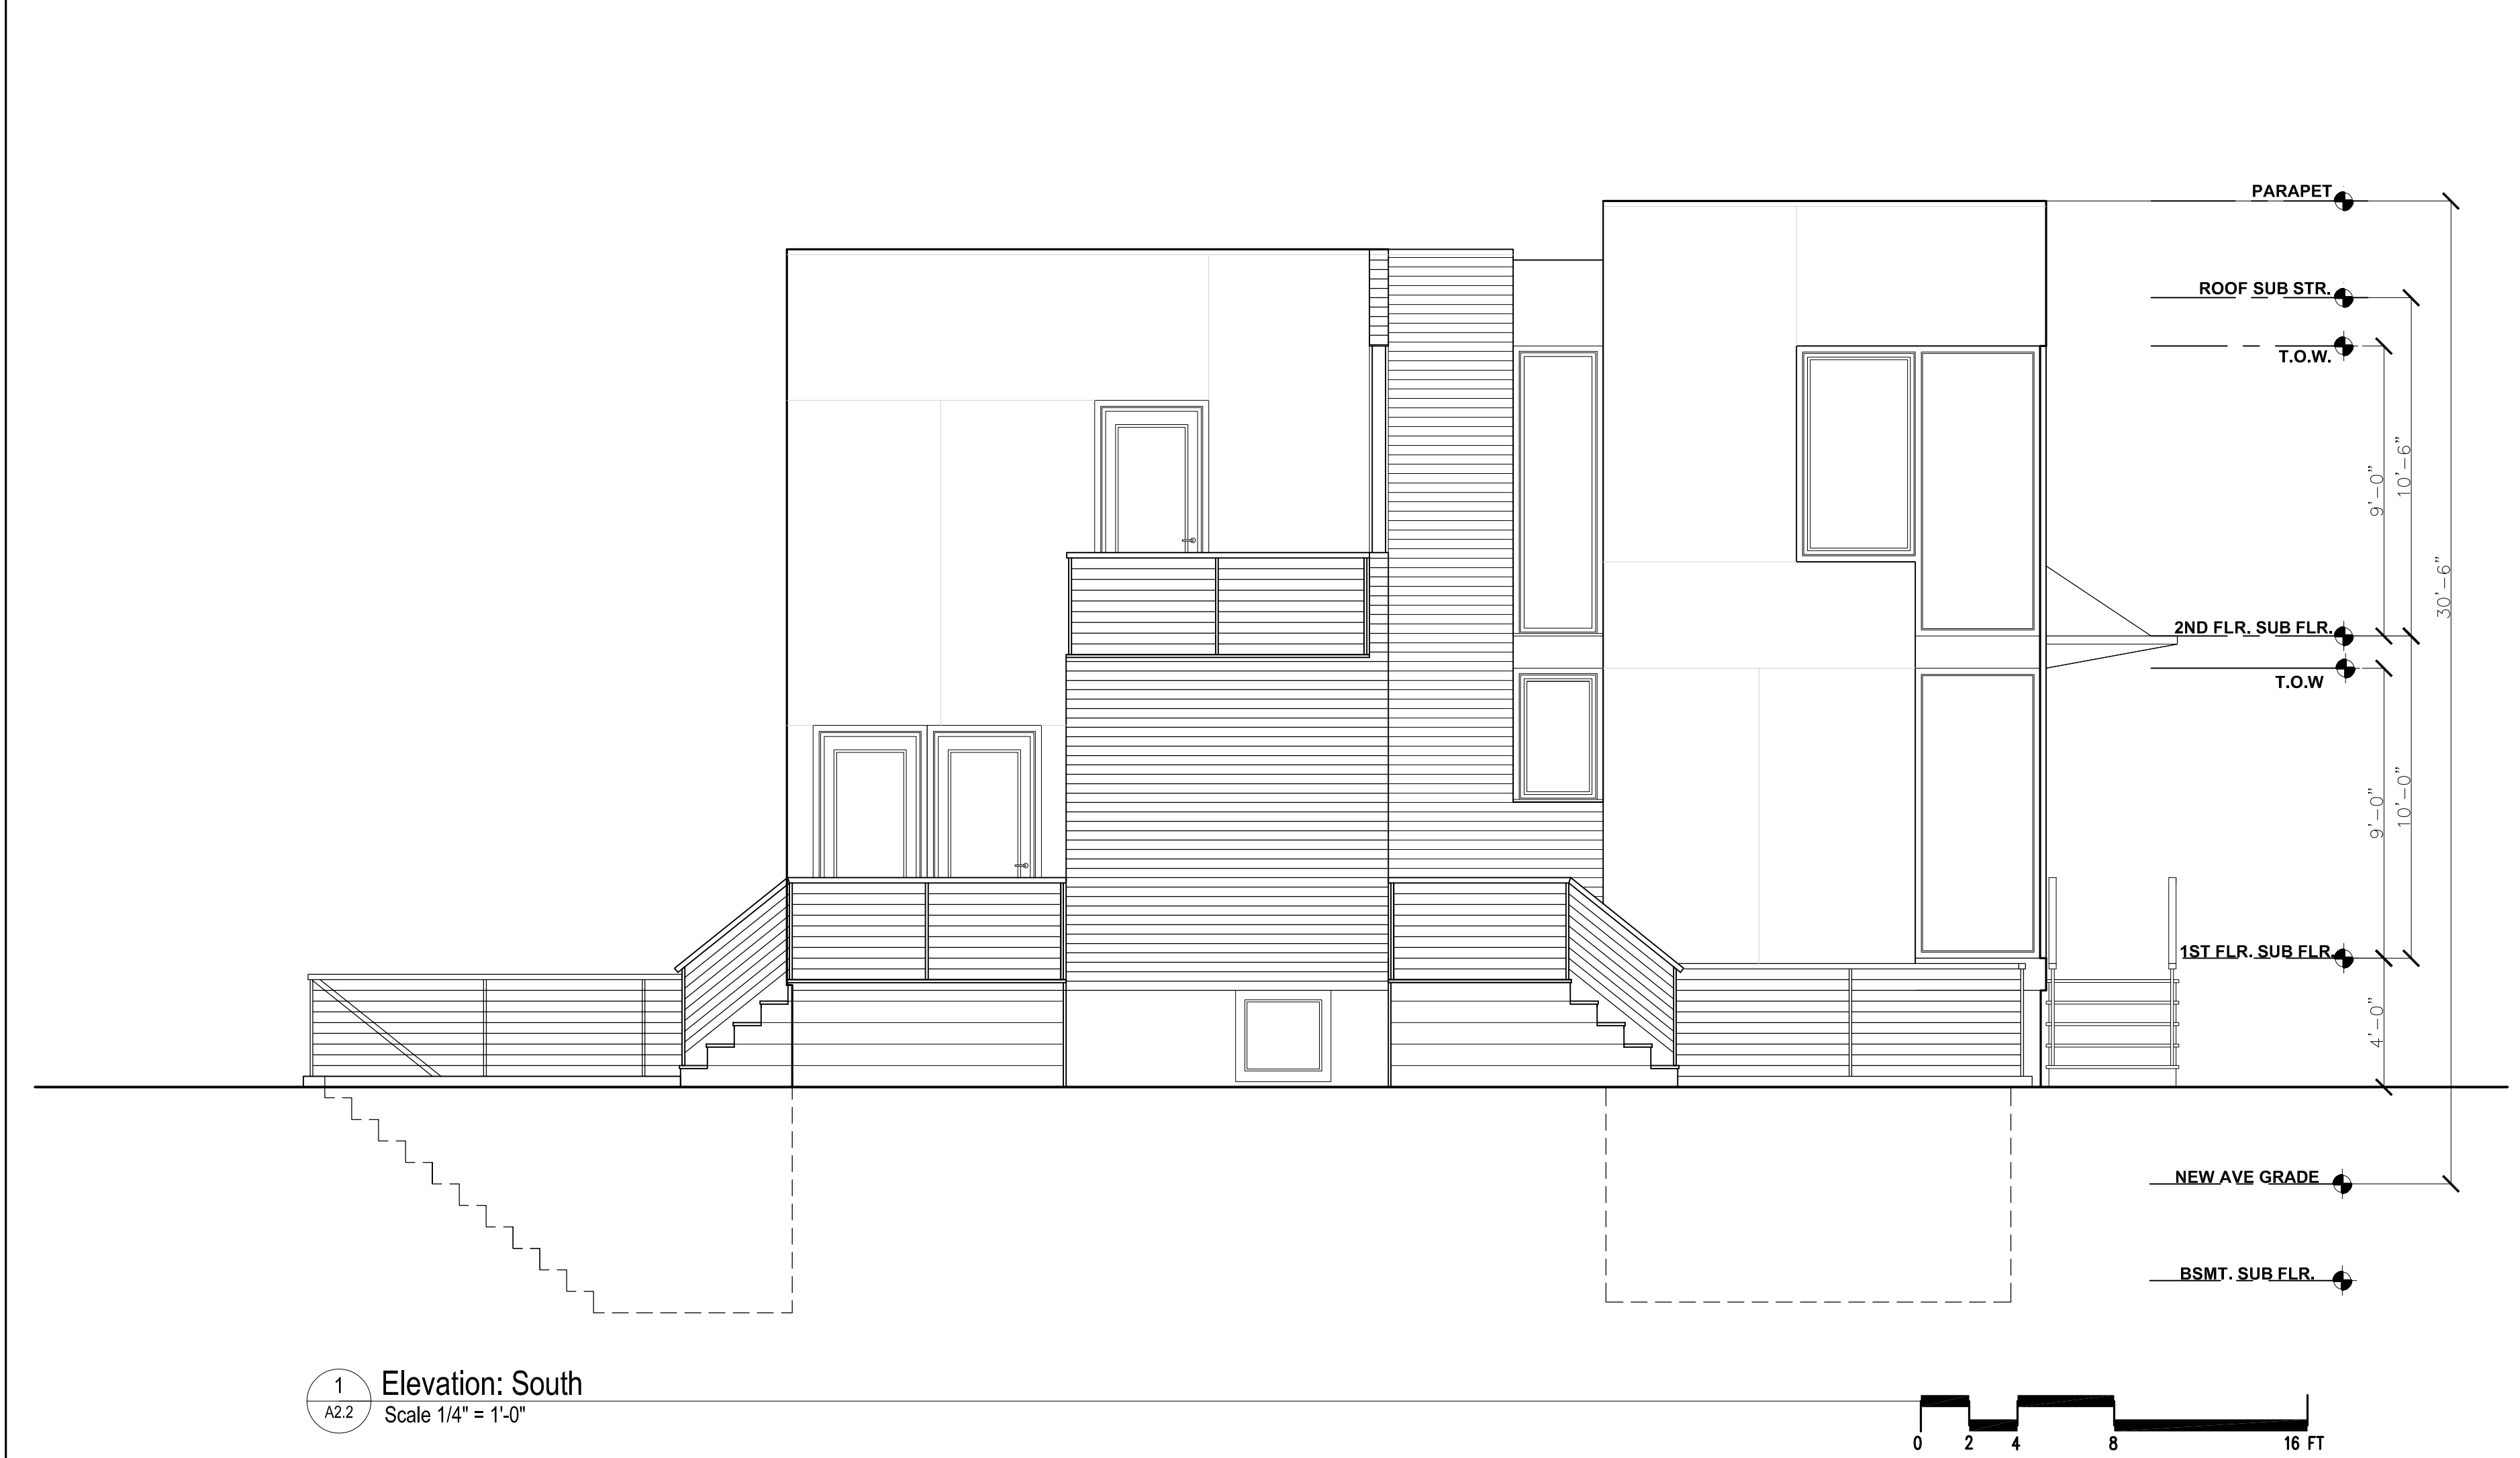 PARAPET
ROOF SUB STR.
T.O.W.
9'-0"
10'-6"
30'-6"
2ND FLR. SUB FLR.
T.O.W
9'-0"
10'-0"
1ST FLR. SUB FLR.
4'-0"
NEW AVE GRADE
BSMT. SUB FLR.
1
A2.2
Elevation: South
Scale 1/4" = 1'-0"
0 2 4 8 16 FT